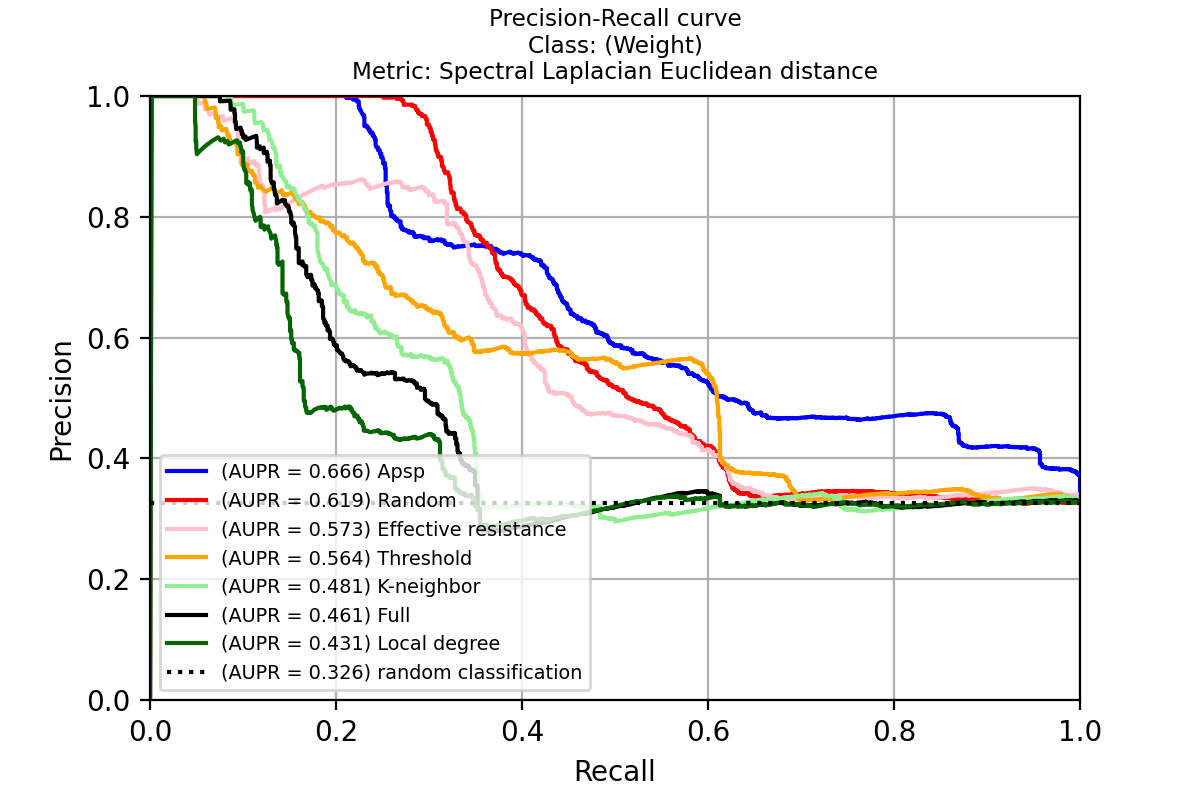 Precision-Recall curve
Class: (Weight)
Metric: Spectral Laplacian Euclidean distance
1.0
0.8
0.6
0.4
0.2
0.0
Precision
(AUPR = 0.666) Apsp
(AUPR = 0.619) Random
(AUPR = 0.573) Effective resistance
(AUPR = 0.564) Threshold
(AUPR = 0.481) K-neighbor
(AUPR = 0.461) Full
(AUPR = 0.431) Local degree
(AUPR = 0.326) random classification
0.0 0.2 0.4 0.6 0.8 1.0
Recall